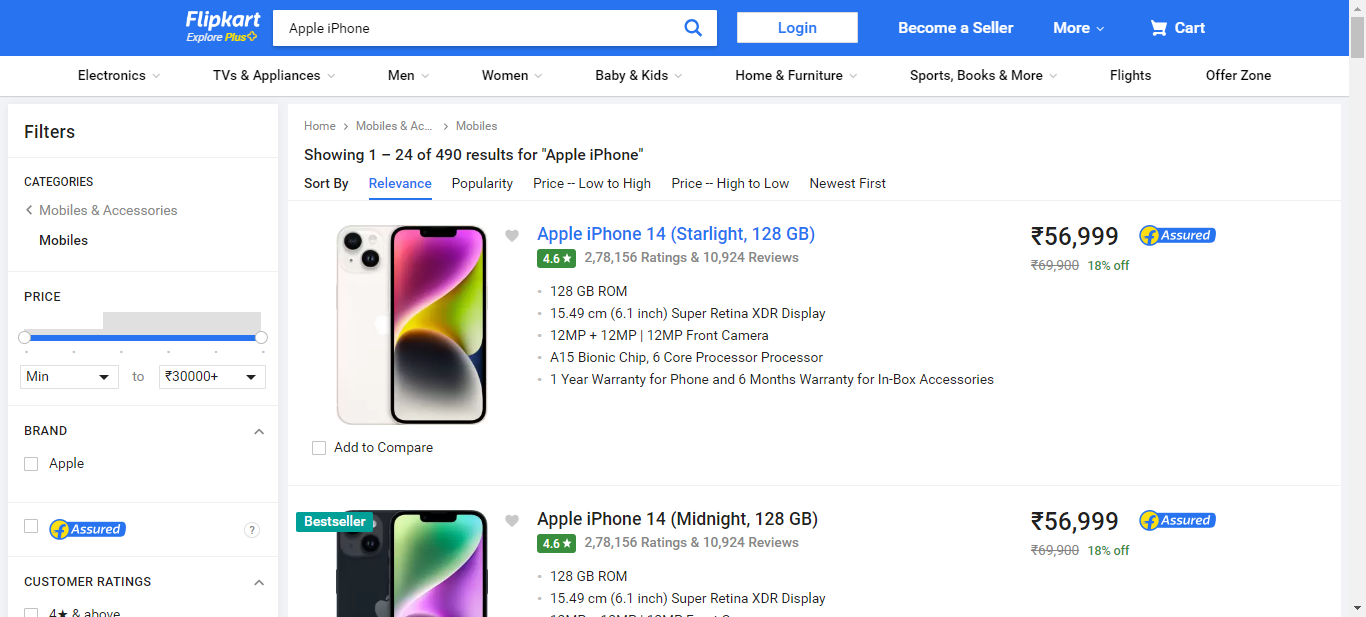 Flipkart
Explore Plus
Apple iPhone
Login
Become a Seller
More
Cart
Electronics
TVs & Appliances
Men
Women
Baby & Kids
Home & Furniture
Sports, Books & More
Flights
Offer Zone
Filters
CATEGORIES
Mobiles & Accessories
Mobiles
PRICE
Min to ₹30000+
BRAND
Apple
Assured ?
CUSTOMER RATINGS
4★ & above
Home > Mobiles & Ac... > Mobiles
Showing 1 – 24 of 490 results for "Apple iPhone"
Sort By Relevance Popularity Price -- Low to High Price -- High to Low Newest First
Apple iPhone 14 (Starlight, 128 GB)
4.6★ 2,78,156 Ratings & 10,924 Reviews
128 GB ROM
15.49 cm (6.1 inch) Super Retina XDR Display
12MP + 12MP | 12MP Front Camera
A15 Bionic Chip, 6 Core Processor Processor
1 Year Warranty for Phone and 6 Months Warranty for In-Box Accessories
₹56,999 Assured
₹69,900 18% off
Add to Compare
Bestseller
Apple iPhone 14 (Midnight, 128 GB)
4.6★ 2,78,156 Ratings & 10,924 Reviews
128 GB ROM
15.49 cm (6.1 inch) Super Retina XDR Display
₹56,999 Assured
₹69,900 18% off